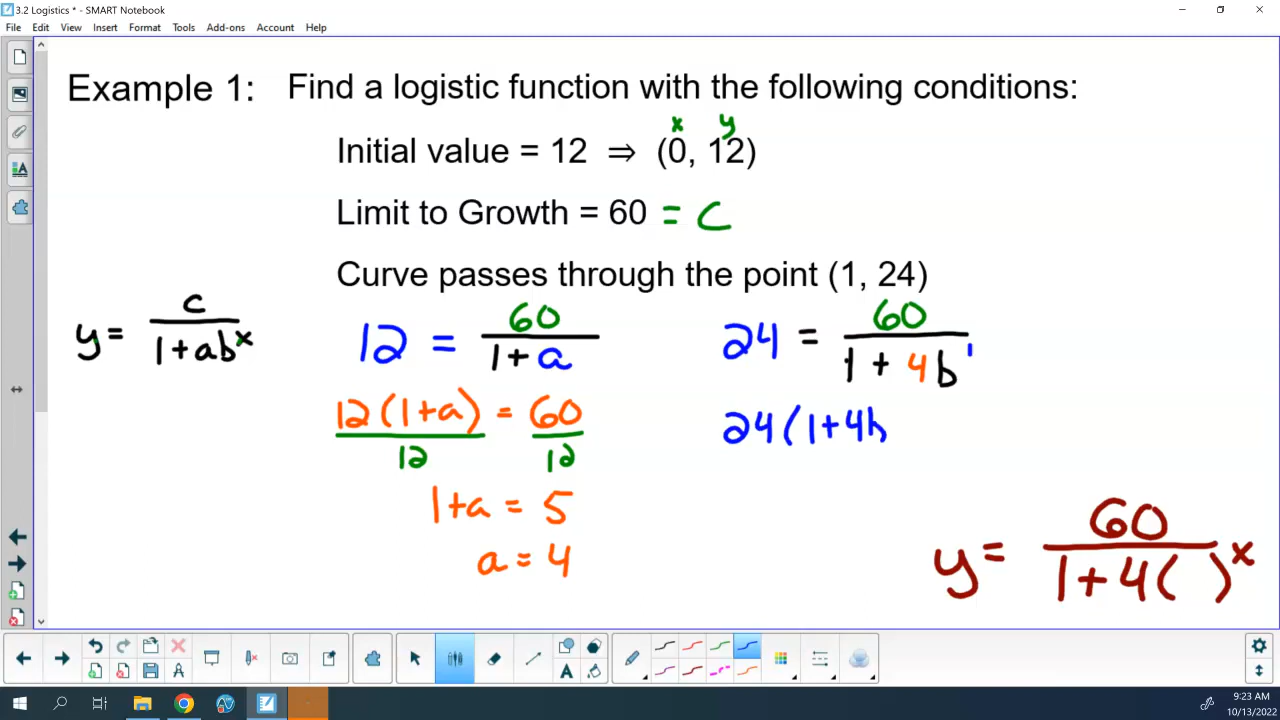 3.2 Logistics * - SMART Notebook
File Edit View Insert Format Tools Add-ons Account Help
Example 1: Find a logistic function with the following conditions:
x y
Initial value = 12 ⇒ (0, 12)
Limit to Growth = 60 = C
Curve passes through the point (1, 24)
y = c / 1 + ab^x
12 = 60 / 1 + a
12(1+a) / 12 = 60 / 12
1+a = 5
a = 4
24 = 60 / 1 + 4b^1
24(1+4b
y = 60 / 1+4( )^x
A
9:23 AM
10/13/2022